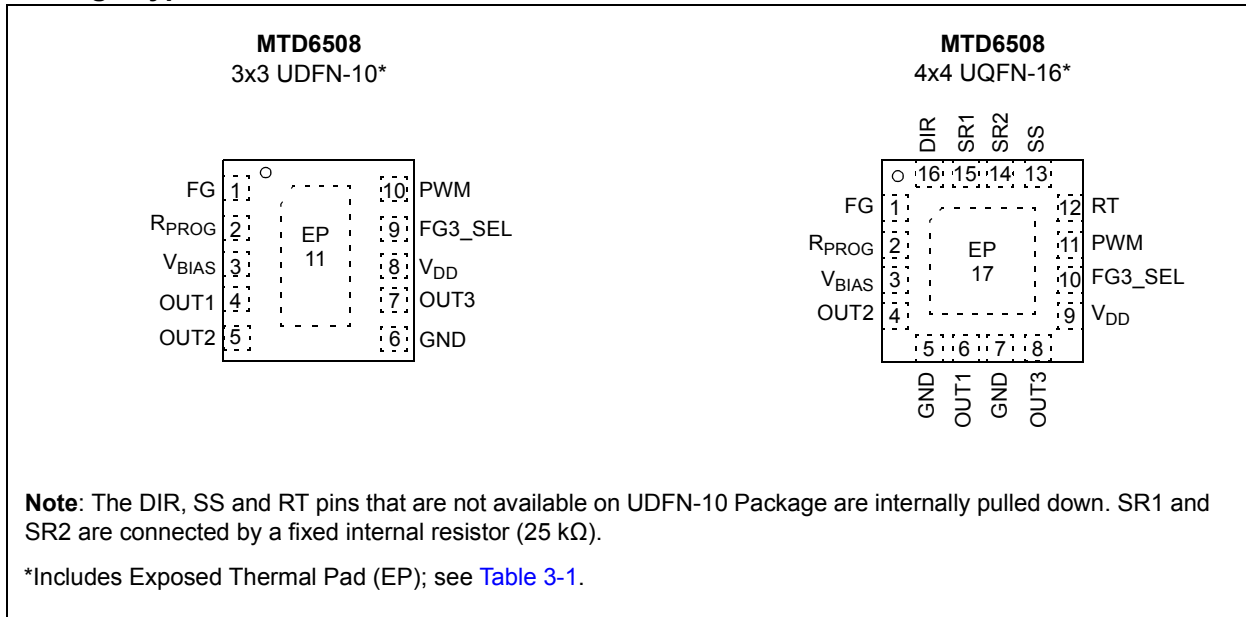 MTD6508
3x3 UDFN-10*
FG 1
RPROG 2
VBIAS 3
OUT1 4
OUT2 5
EP
11
10 PWM
9 FG3_SEL
8 VDD
7 OUT3
6 GND
MTD6508
4x4 UQFN-16*
DIR SR1 SR2 SS
16 15 14 13
FG 1
RPROG 2
VBIAS 3
OUT2 4
EP
17
12 RT
11 PWM
10 FG3_SEL
9 VDD
5 6 7 8
GND OUT1 GND OUT3
Note: The DIR, SS and RT pins that are not available on UDFN-10 Package are internally pulled down. SR1 and
SR2 are connected by a fixed internal resistor (25 kΩ).
*Includes Exposed Thermal Pad (EP); see Table 3-1.